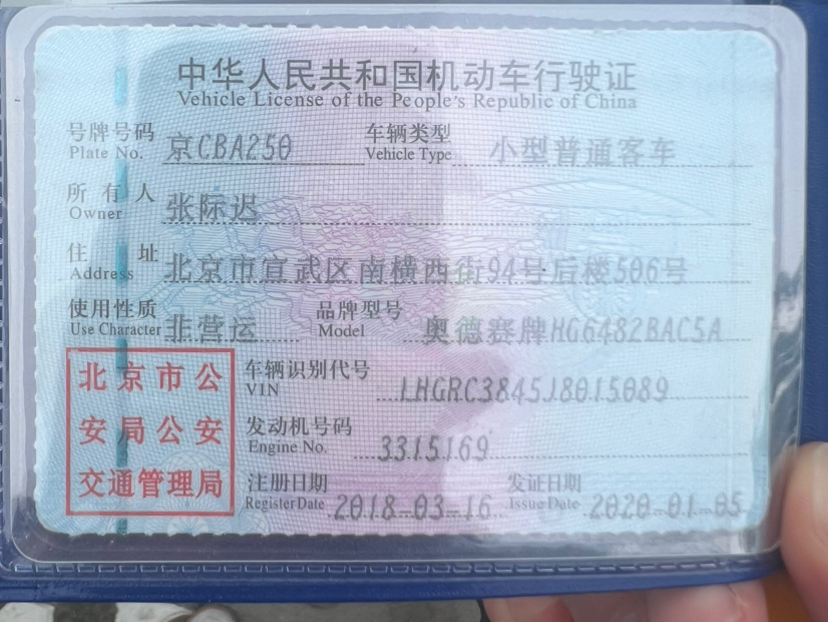 中华人民共和国机动车行驶证
Vehicle License of the People's Republic of China
号牌号码 京CBA250 车辆类型 小型普通客车
Plate No. Vehicle Type
所有人 张际迟
Owner
住址 北京市宣武区南横西街94号后楼506号
Address
使用性质 非营运 品牌型号 奥德赛牌HG6482BAC5A
Use Character Model
北京市公
安局公安
交通管理局
车辆识别代号 LHGRC3845J8015089
VIN
发动机号码 3315169
Engine No.
注册日期 2018-03-16 发证日期 2020-01-05
Register Date Issue Date